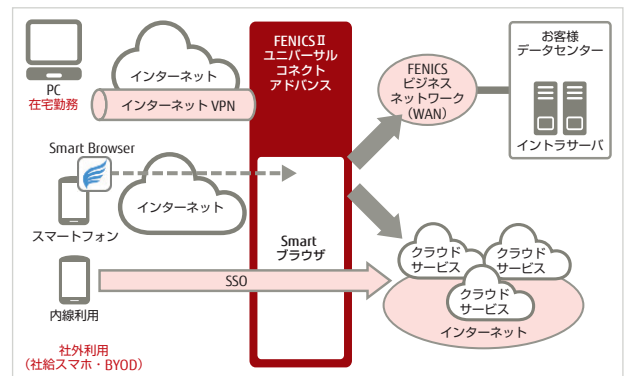 PC
在宅勤務
インターネット
インターネット VPN
Smart Browser
スマートフォン
インターネット
内線利用
SSO
社外利用
（社給スマホ・BYOD）
FENICSⅡ
ユニバーサル
コネクト
アドバンス
Smart
ブラウザ
FENICS
ビジネス
ネットワーク
（WAN）
お客様
データセンター
イントラサーバ
クラウド
サービス
クラウド
サービス
クラウド
サービス
インターネット